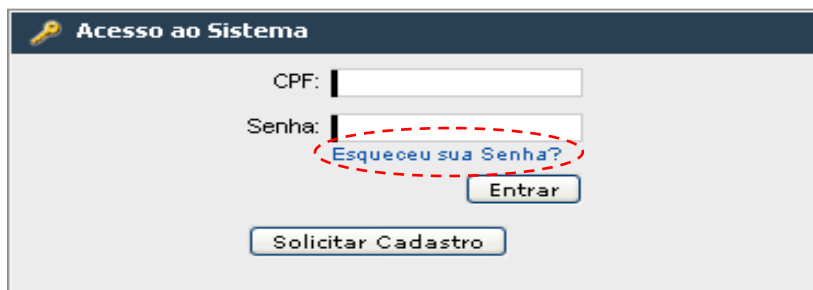 Acesso ao Sistema
CPF:
Senha:
Esqueceu sua Senha?
Entrar
Solicitar Cadastro